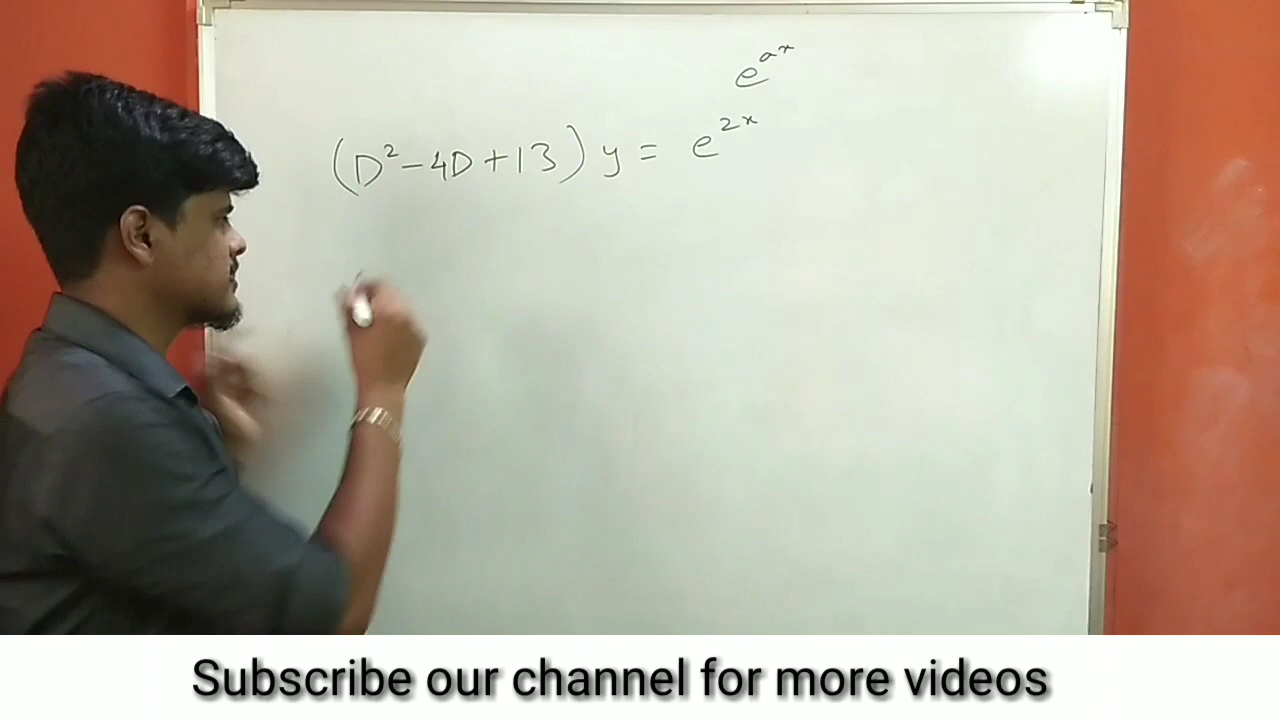 e^{ax}
(D² - 4D + 13) y = e^{2x}
Subscribe our channel for more videos